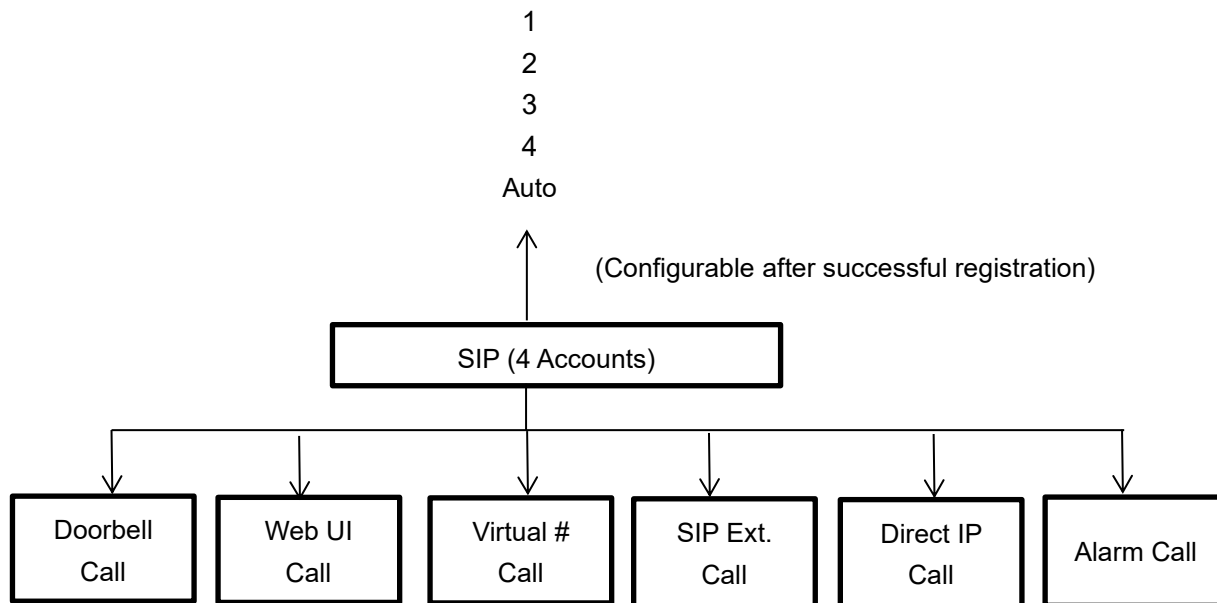 1
2
3
4
Auto
(Configurable after successful registration)
SIP (4 Accounts)
Doorbell
Call
Web UI
Call
Virtual #
Call
SIP Ext.
Call
Direct IP
Call
Alarm Call